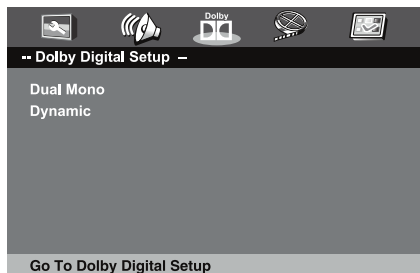 Dolby
-- Dolby Digital Setup –
Dual Mono
Dynamic
Go To Dolby Digital Setup